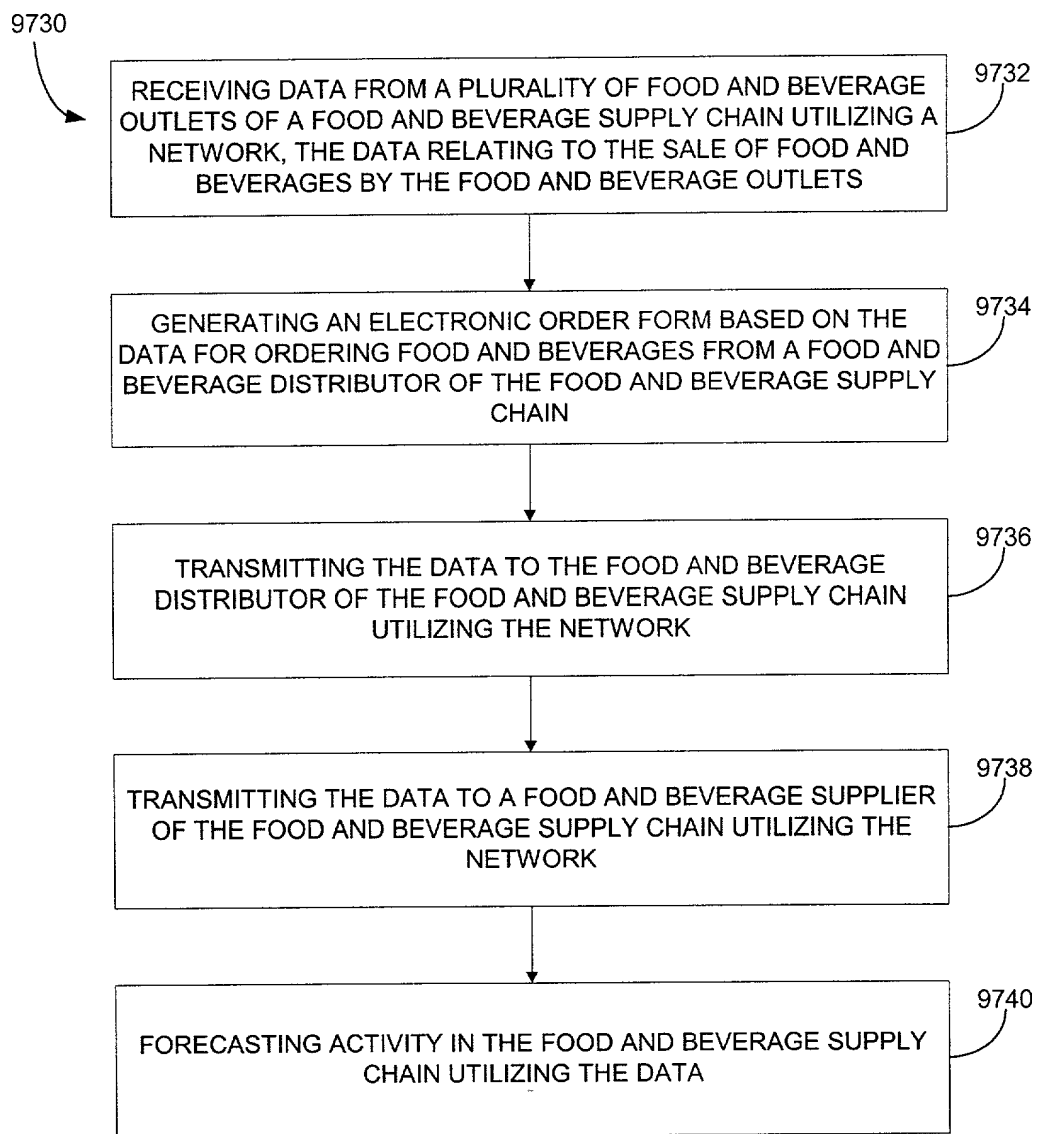 9730
9732
RECEIVING DATA FROM A PLURALITY OF FOOD AND BEVERAGE
OUTLETS OF A FOOD AND BEVERAGE SUPPLY CHAIN UTILIZING A
NETWORK, THE DATA RELATING TO THE SALE OF FOOD AND
BEVERAGES BY THE FOOD AND BEVERAGE OUTLETS
9734
GENERATING AN ELECTRONIC ORDER FORM BASED ON THE
DATA FOR ORDERING FOOD AND BEVERAGES FROM A FOOD AND
BEVERAGE DISTRIBUTOR OF THE FOOD AND BEVERAGE SUPPLY
CHAIN
9736
TRANSMITTING THE DATA TO THE FOOD AND BEVERAGE
DISTRIBUTOR OF THE FOOD AND BEVERAGE SUPPLY CHAIN
UTILIZING THE NETWORK
9738
TRANSMITTING THE DATA TO A FOOD AND BEVERAGE SUPPLIER
OF THE FOOD AND BEVERAGE SUPPLY CHAIN UTILIZING THE
NETWORK
9740
FORECASTING ACTIVITY IN THE FOOD AND BEVERAGE SUPPLY
CHAIN UTILIZING THE DATA